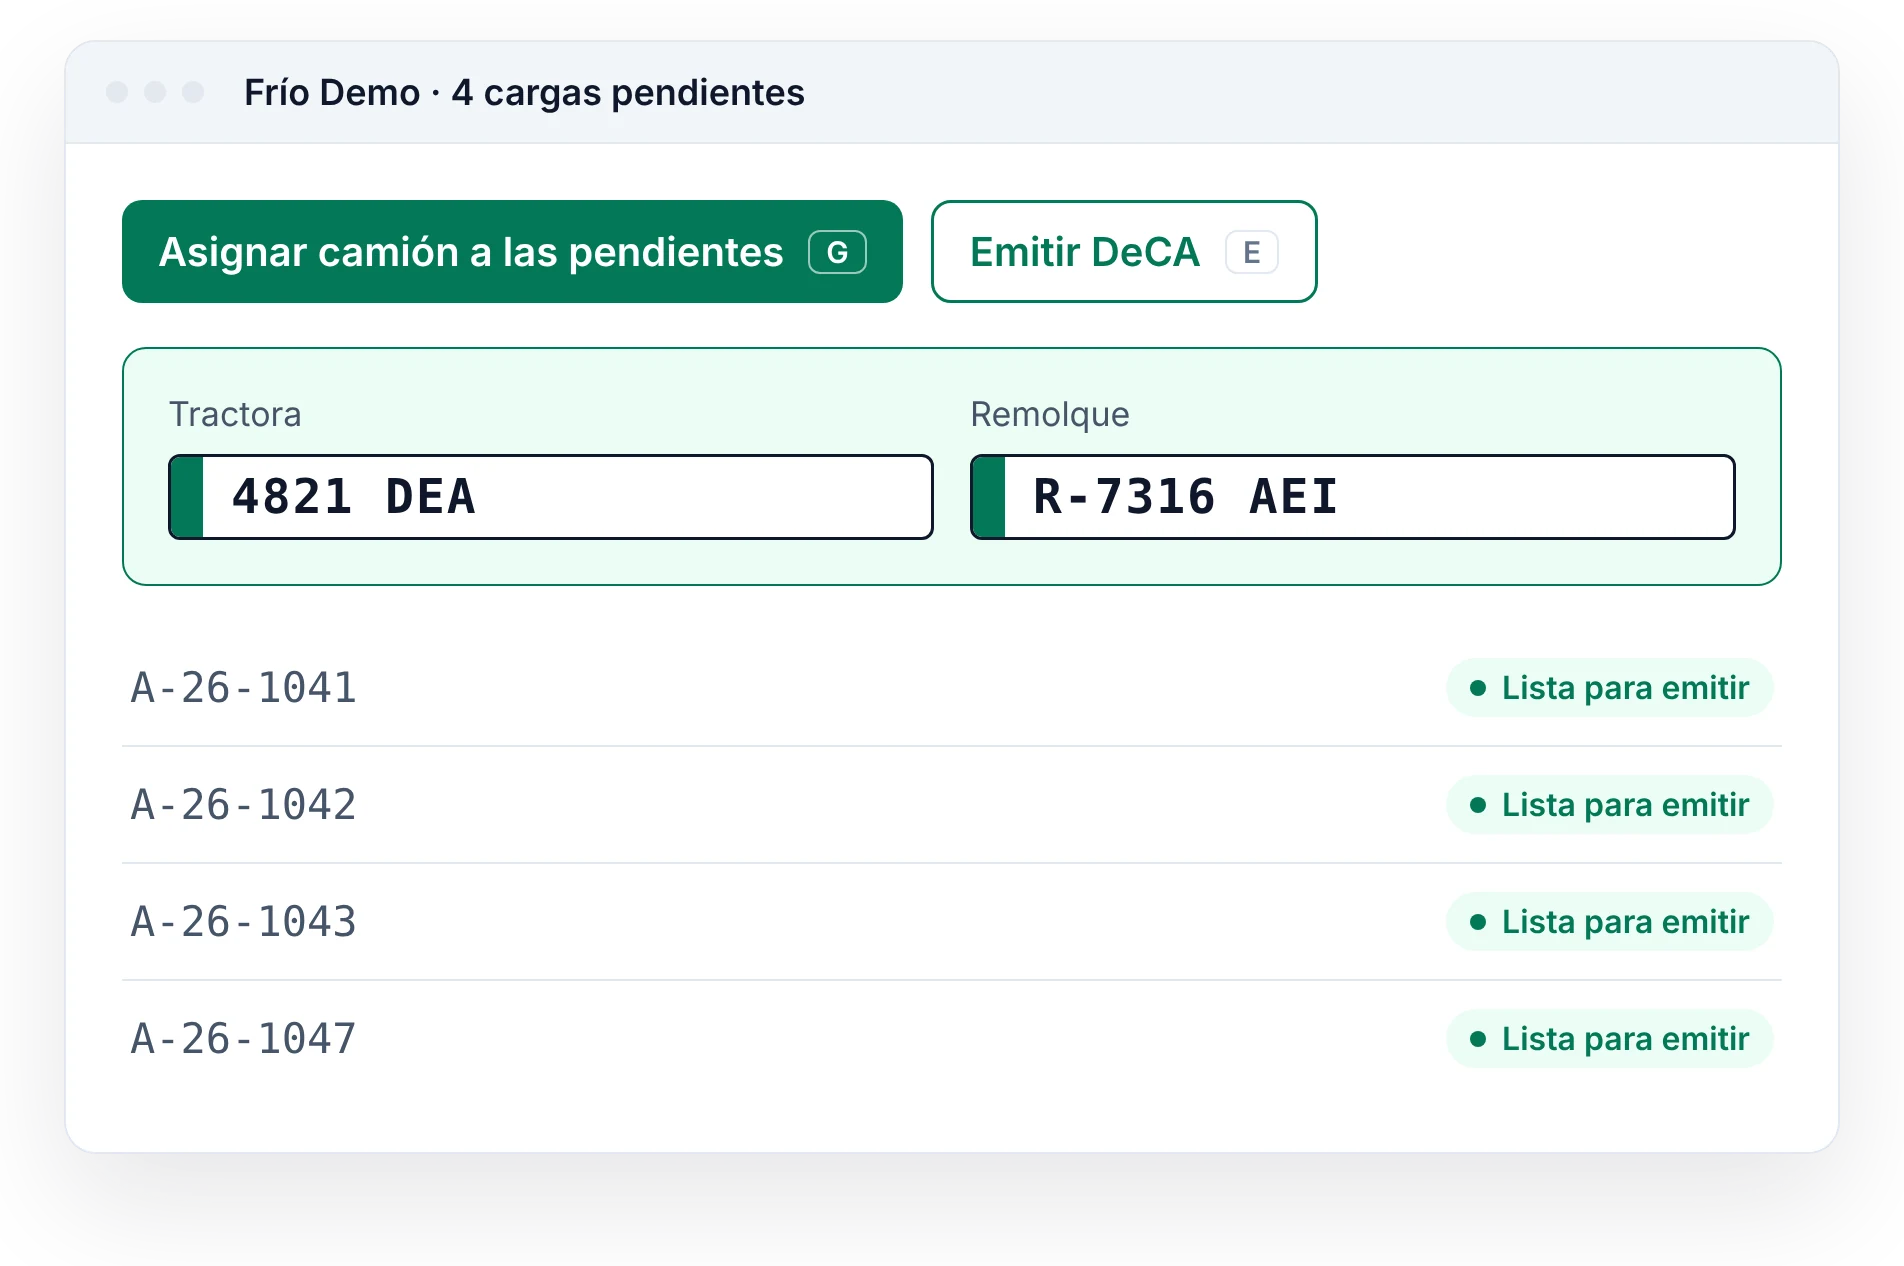 Frío Demo · 4 cargas pendientes
Asignar camión a las pendientes G
Emitir DeCA E
Tractora
4821 DEA
Remolque
R-7316 AEI
A-26-1041 Lista para emitir
A-26-1042 Lista para emitir
A-26-1043 Lista para emitir
A-26-1047 Lista para emitir